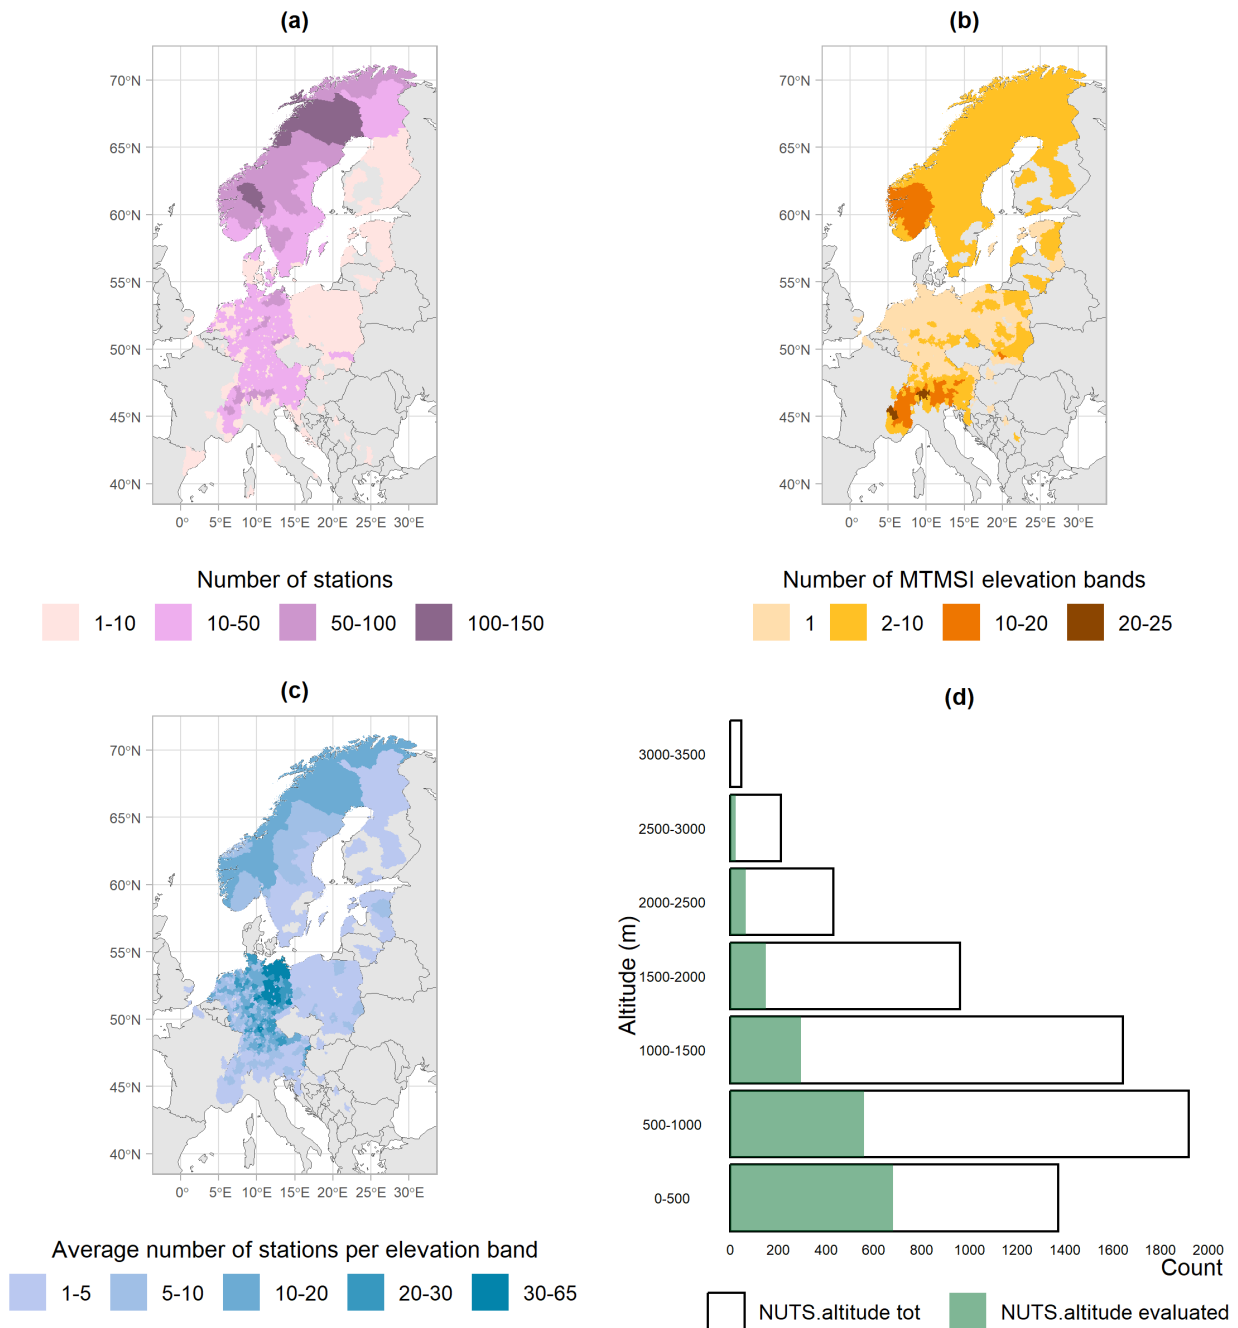 (a)
70°N
65°N
60°N
55°N
50°N
45°N
40°N
0° 5°E 10°E 15°E 20°E 25°E 30°E
Number of stations
1-10 10-50 50-100 100-150
(b)
70°N
65°N
60°N
55°N
50°N
45°N
40°N
0° 5°E 10°E 15°E 20°E 25°E 30°E
Number of MTMSI elevation bands
1 2-10 10-20 20-25
(c)
70°N
65°N
60°N
55°N
50°N
45°N
40°N
0° 5°E 10°E 15°E 20°E 25°E 30°E
Average number of stations per elevation band
1-5 5-10 10-20 20-30 30-65
(d)
Altitude (m)
3000-3500
2500-3000
2000-2500
1500-2000
1000-1500
500-1000
0-500
0 200 400 600 800 1000 1200 1400 1600 1800 2000
Count
NUTS.altitude tot NUTS.altitude evaluated